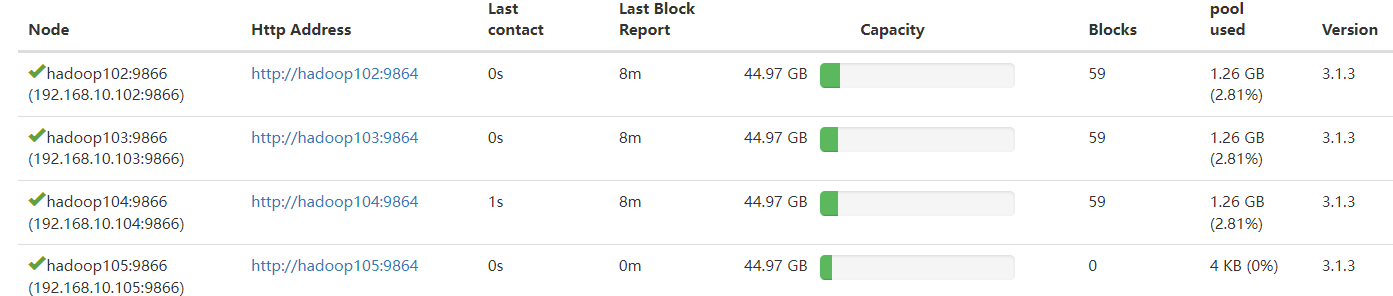 Node Http Address Last contact Last Block Report Capacity Blocks pool used Version
hadoop102:9866 http://hadoop102:9864 0s 8m 44.97 GB 59 1.26 GB 3.1.3
(192.168.10.102:9866) (2.81%)
hadoop103:9866 http://hadoop103:9864 0s 8m 44.97 GB 59 1.26 GB 3.1.3
(192.168.10.103:9866) (2.81%)
hadoop104:9866 http://hadoop104:9864 1s 8m 44.97 GB 59 1.26 GB 3.1.3
(192.168.10.104:9866) (2.81%)
hadoop105:9866 http://hadoop105:9864 0s 0m 44.97 GB 0 4 KB (0%) 3.1.3
(192.168.10.105:9866)